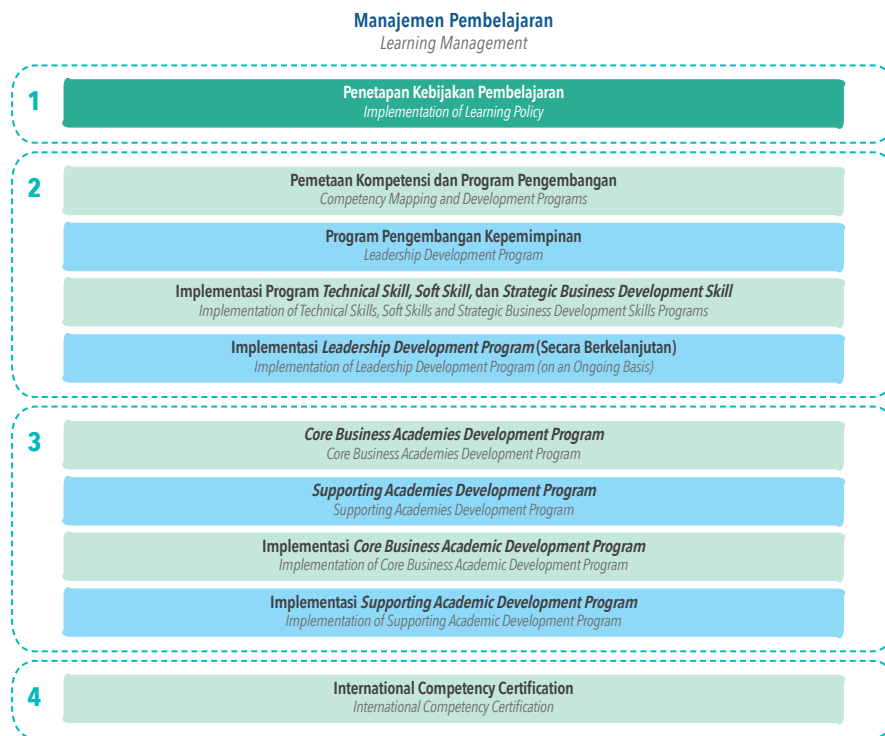 Manajemen Pembelajaran
Learning Management
1
Penetapan Kebijakan Pembelajaran
Implementation of Learning Policy
2
Pemetaan Kompetensi dan Program Pengembangan
Competency Mapping and Development Programs
Program Pengembangan Kepemimpinan
Leadership Development Program
Implementasi Program Technical Skill, Soft Skill, dan Strategic Business Development Skill
Implementation of Technical Skills, Soft Skills and Strategic Business Development Skills Programs
Implementasi Leadership Development Program (Secara Berkelanjutan)
Implementation of Leadership Development Program (on an Ongoing Basis)
3
Core Business Academies Development Program
Core Business Academies Development Program
Supporting Academies Development Program
Supporting Academies Development Program
Implementasi Core Business Academic Development Program
Implementation of Core Business Academic Development Program
Implementasi Supporting Academic Development Program
Implementation of Supporting Academic Development Program
4
International Competency Certification
International Competency Certification